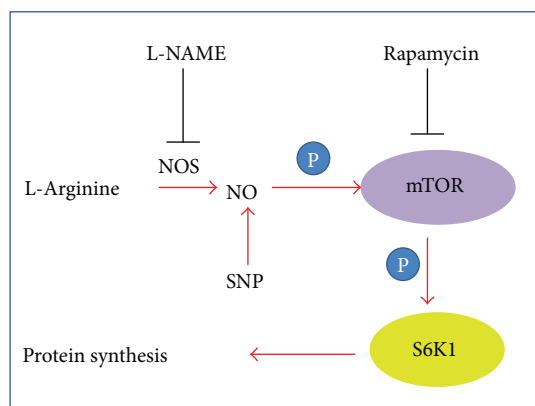 L-NAME
Rapamycin
NOS
P
L-Arginine
NO
mTOR
P
SNP
S6K1
Protein synthesis